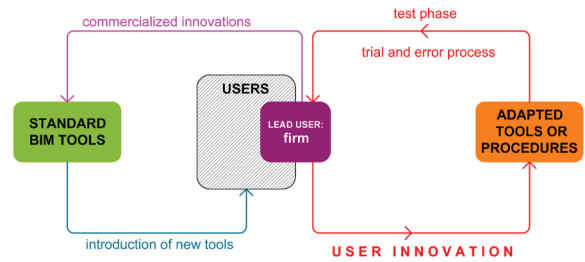 commercialized innovations
test phase
trial and error process
USERS
STANDARD
BIM TOOLS
LEAD USER:
firm
ADAPTED
TOOLS OR
PROCEDURES
introduction of new tools
USER INNOVATION